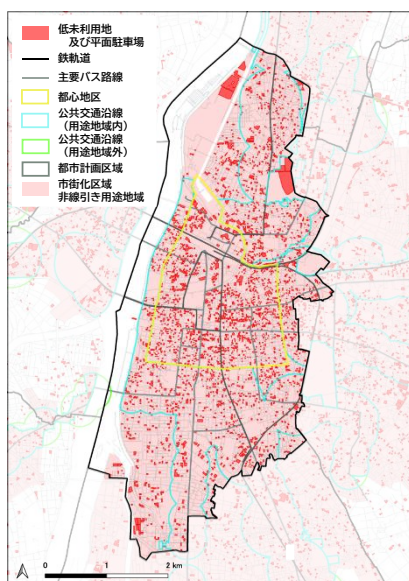 低未利用地
及び平面駐車場
鉄軌道
主要バス路線
都心地区
公共交通沿線
(用途地域内)
公共交通沿線
(用途地域外)
都市計画区域
市街化区域
非線引き用途地域
0 1 2 km